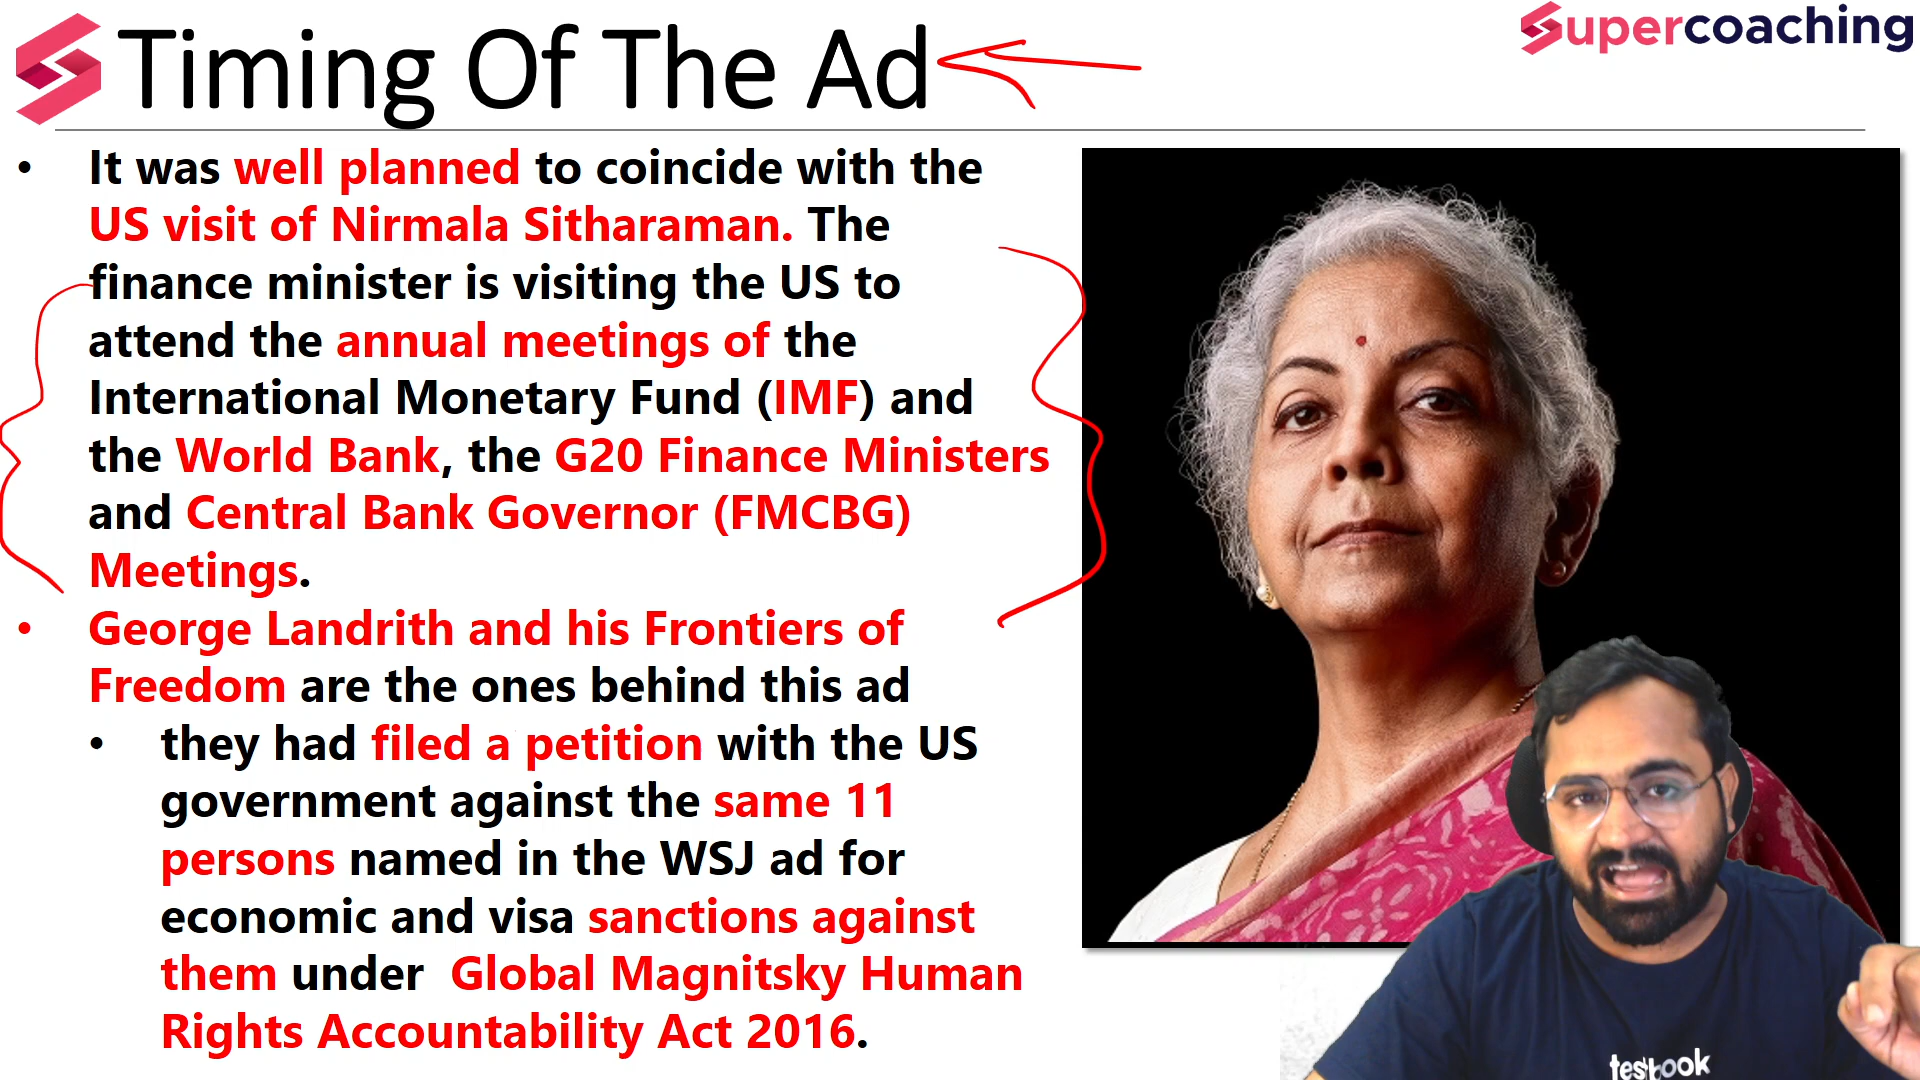 Timing Of The Ad
Supercoaching
• It was well planned to coincide with the
US visit of Nirmala Sitharaman. The
finance minister is visiting the US to
attend the annual meetings of the
International Monetary Fund (IMF) and
the World Bank, the G20 Finance Ministers
and Central Bank Governor (FMCBG)
Meetings.
• George Landrith and his Frontiers of
Freedom are the ones behind this ad
• they had filed a petition with the US
government against the same 11
persons named in the WSJ ad for
economic and visa sanctions against
them under Global Magnitsky Human
Rights Accountability Act 2016.
testbook